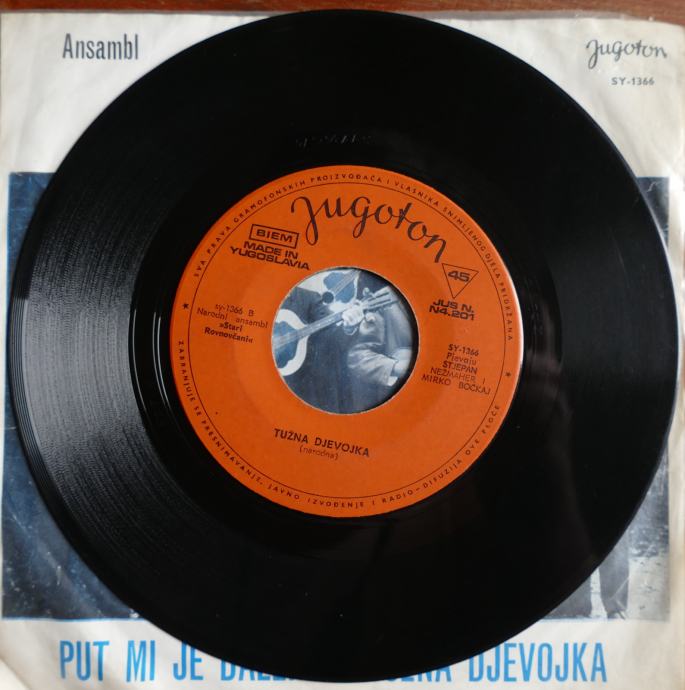 Ansambl
Jugoton
SY-1366
SVA PRAVA GRAMOFONSKIH PROIZVOĐAČA I VLASNIKA SNIMLJENOG DJELA PRIDRŽANA
Jugoton
BIEM
MADE IN
YUGOSLAVIA
45
JUS N.
N4.201
sy-1366 B
Narodni ansambl
»Stari
Rovnovčani«
SY-1366
Pjevaju
STJEPAN
NEZMAHER I
MIRKO BOČKAJ
TUŽNA DJEVOJKA
(narodna)
ZABRANJUJE SE PRESNIMAVANJE, JAVNO IZVOĐENJE I RADIO-DIFUZIJA OVE PLOČE
PUT MI JE DJEVOJKA